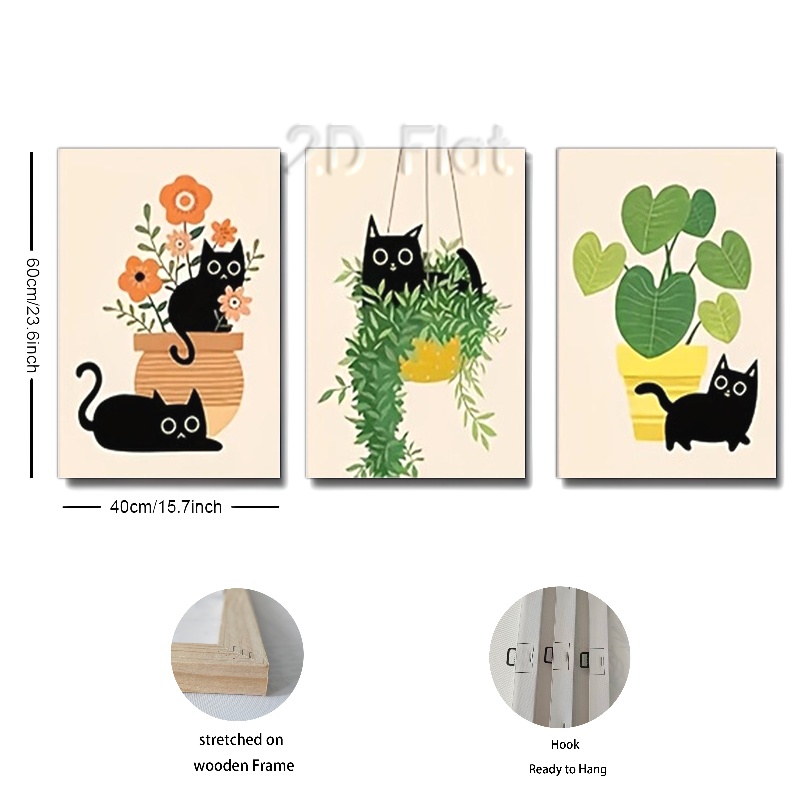 2D Flat
60cm/23.6inch
40cm/15.7inch
stretched on
wooden Frame
Hook
Ready to Hang